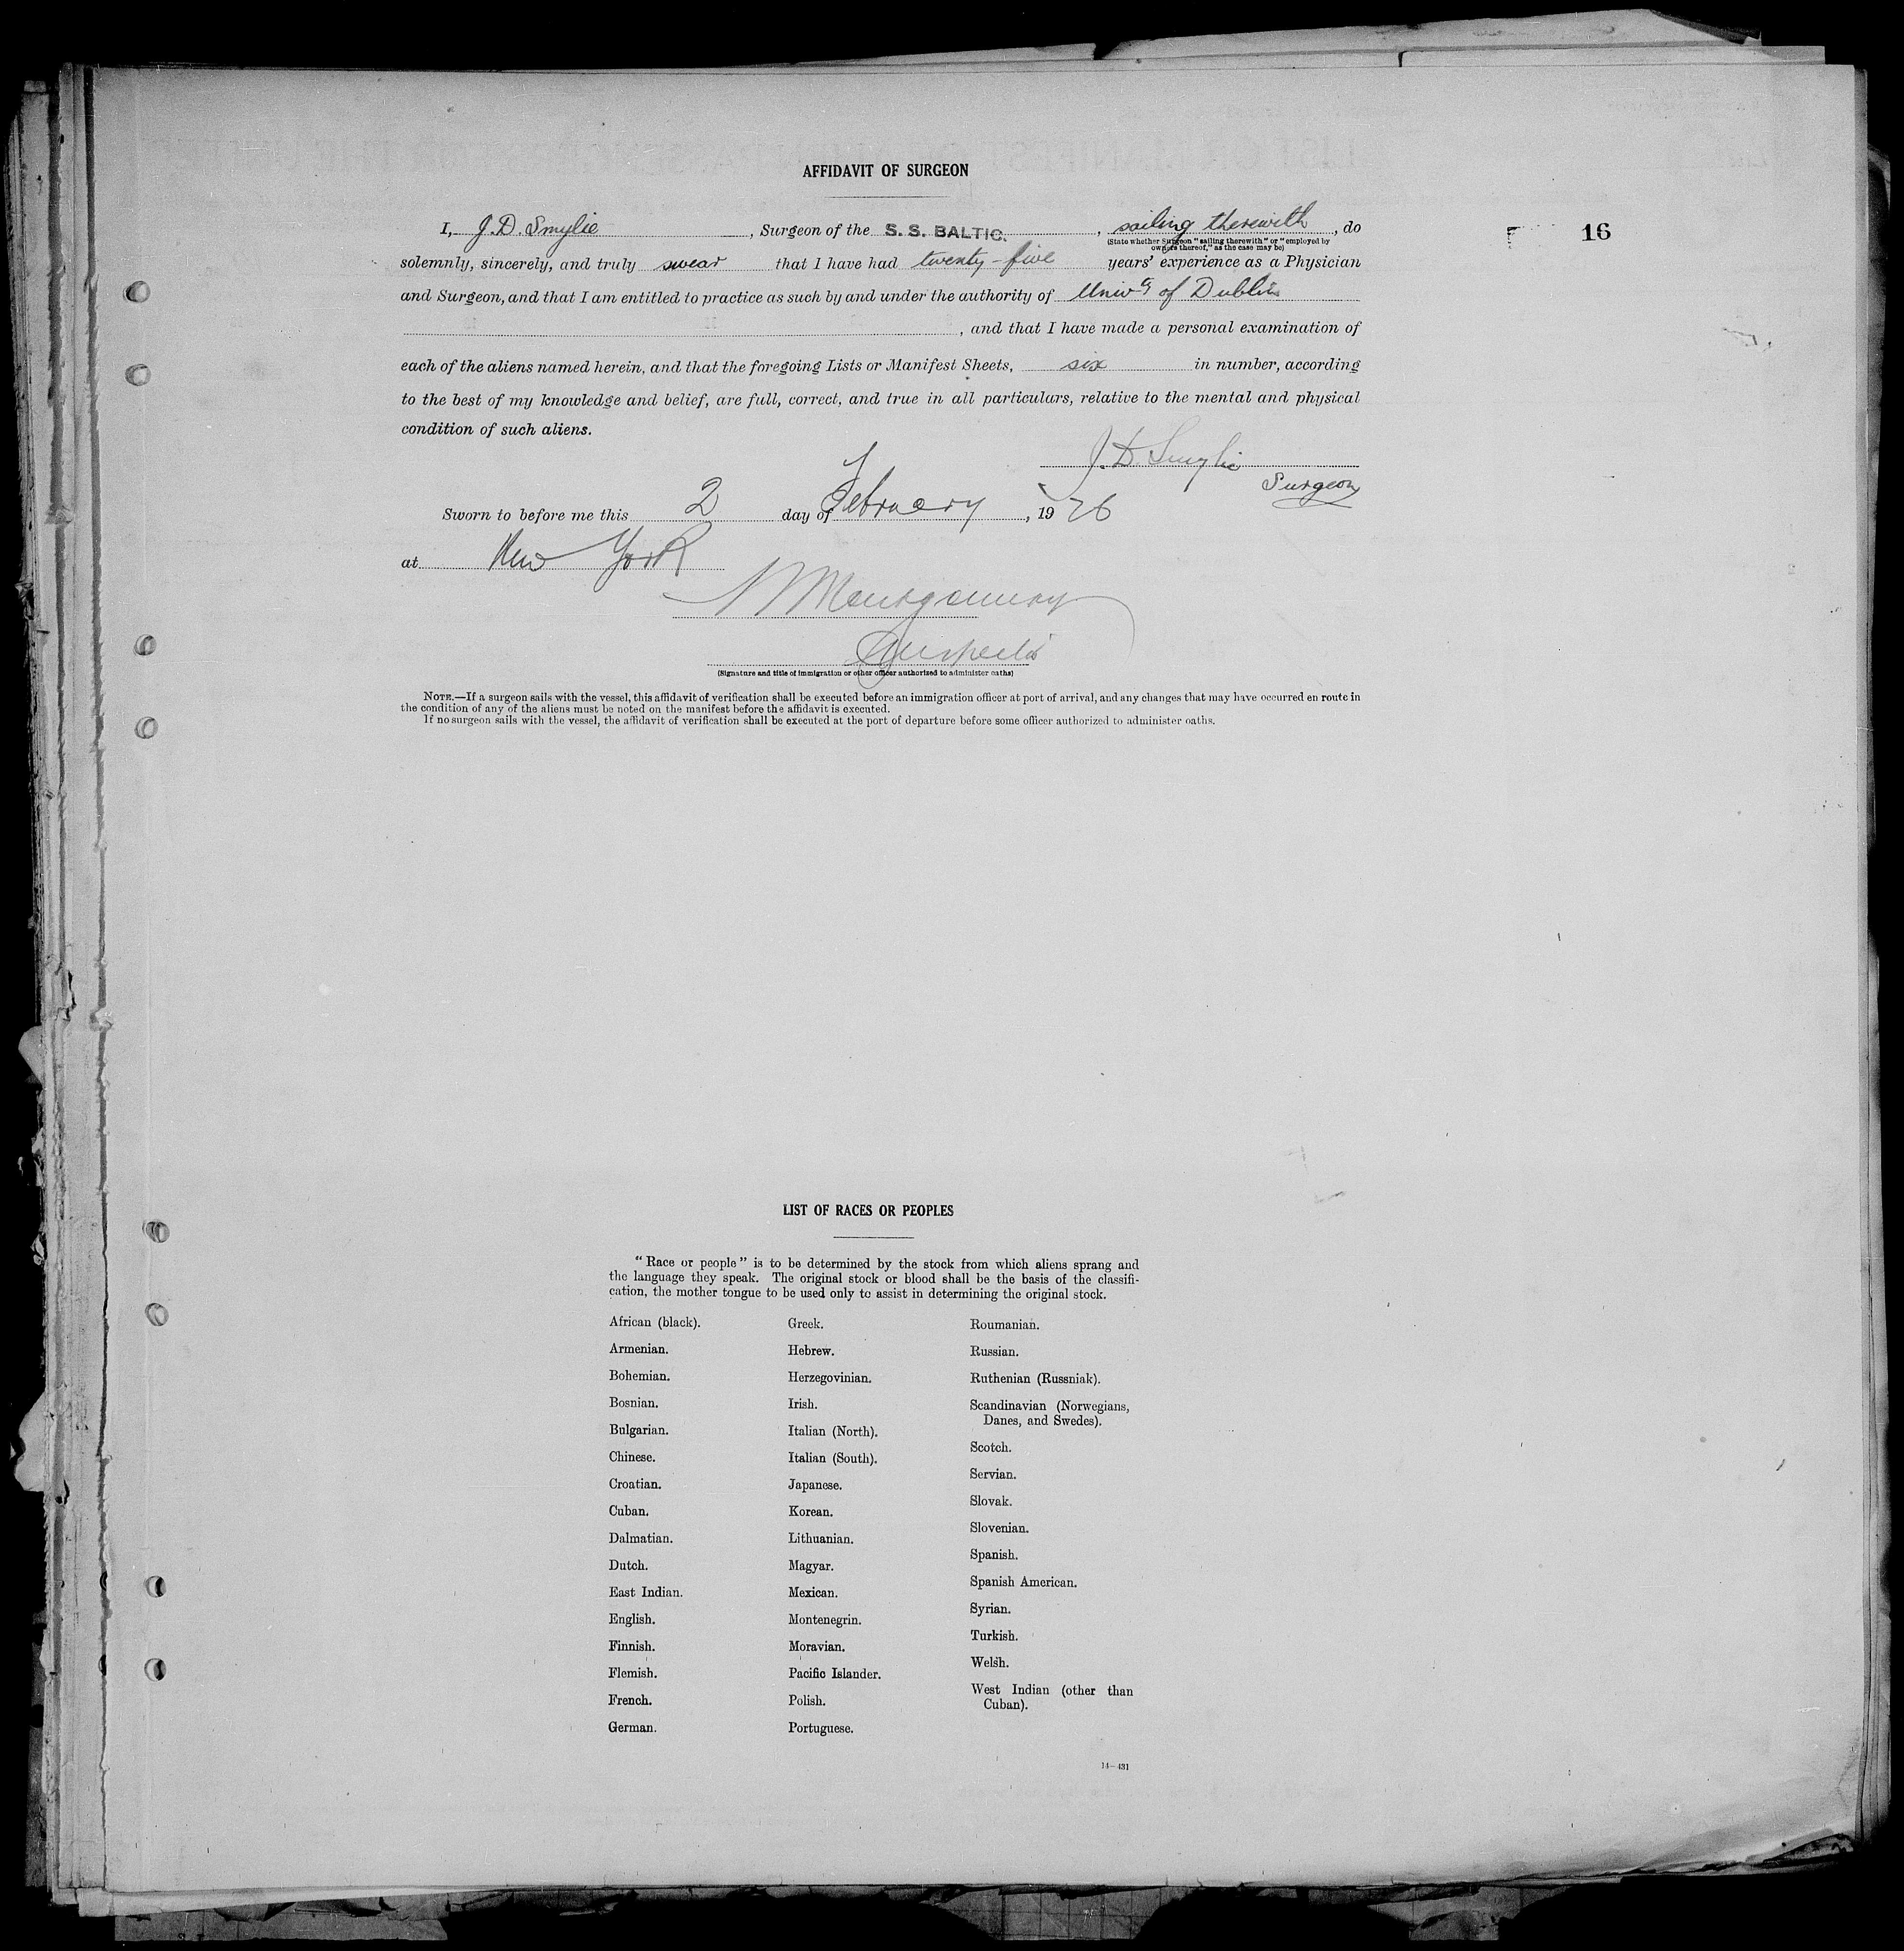 AFFIDAVIT OF SURGEON
I, J. D. Smylie, Surgeon of the S. S. BALTIC., sailing therewith, do
(State whether Surgeon "sailing therewith" or "employed by
owners thereof," as the case may be)
16
solemnly, sincerely, and truly swear that I have had twenty-five years' experience as a Physician
and Surgeon, and that I am entitled to practice as such by and under the authority of Univy of Dublin
, and that I have made a personal examination of
each of the aliens named herein, and that the foregoing Lists or Manifest Sheets, six in number, according
to the best of my knowledge and belief, are full, correct, and true in all particulars, relative to the mental and physical
condition of such aliens.
J. D. Smylie
Surgeon
Sworn to before me this 2 day of February, 1926
at New York
Montgomery
(Signature and title of immigration or other officer authorized to administer oaths)
NOTE.—If a surgeon sails with the vessel, this affidavit of verification shall be executed before an immigration officer at port of arrival, and any changes that may have occurred en route in
the condition of any of the aliens must be noted on the manifest before the affidavit is executed.
If no surgeon sails with the vessel, the affidavit of verification shall be executed at the port of departure before some officer authorized to administer oaths.
LIST OF RACES OR PEOPLES
"Race or people" is to be determined by the stock from which aliens sprang and
the language they speak. The original stock or blood shall be the basis of the classifi-
cation, the mother tongue to be used only to assist in determining the original stock.
African (black).
Armenian.
Bohemian.
Bosnian.
Bulgarian.
Chinese.
Croatian.
Cuban.
Dalmatian.
Dutch.
East Indian.
English.
Finnish.
Flemish.
French.
German.
Greek.
Hebrew.
Herzegovinian.
Irish.
Italian (North).
Italian (South).
Japanese.
Korean.
Lithuanian.
Magyar.
Mexican.
Montenegrin.
Moravian.
Pacific Islander.
Polish.
Portuguese.
Roumanian.
Russian.
Ruthenian (Russniak).
Scandinavian (Norwegians,
Danes, and Swedes).
Scotch.
Servian.
Slovak.
Slovenian.
Spanish.
Spanish American.
Syrian.
Turkish.
Welsh.
West Indian (other than
Cuban).
14—431